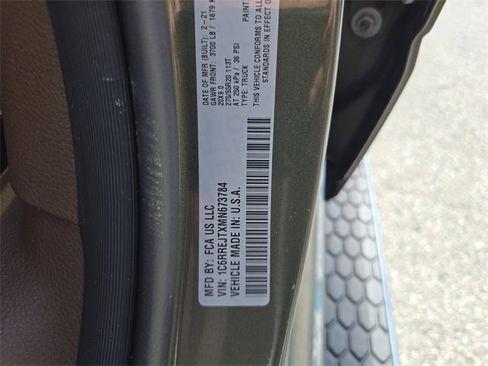 MFD BY: FCA US LLC
VIN: 1C6RREJTXMN673784
VEHICLE MADE IN: U.S.A.
DATE OF MFR (BUILT): 2-21
GAWR FRONT: 3700 LB / 1679 K
20X9.0
275/55R20 113T
AT 250 kPa / 36 PSI
TYPE: TRUCK
THIS VEHICLE CONFORMS TO ALL
STANDARDS IN EFFECT
PAINT